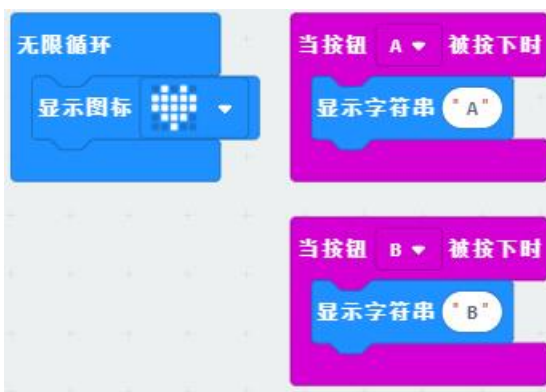 无限循环
显示图标
当按钮 A 被按下时
显示字符串 "A"
当按钮 B 被按下时
显示字符串 "B"